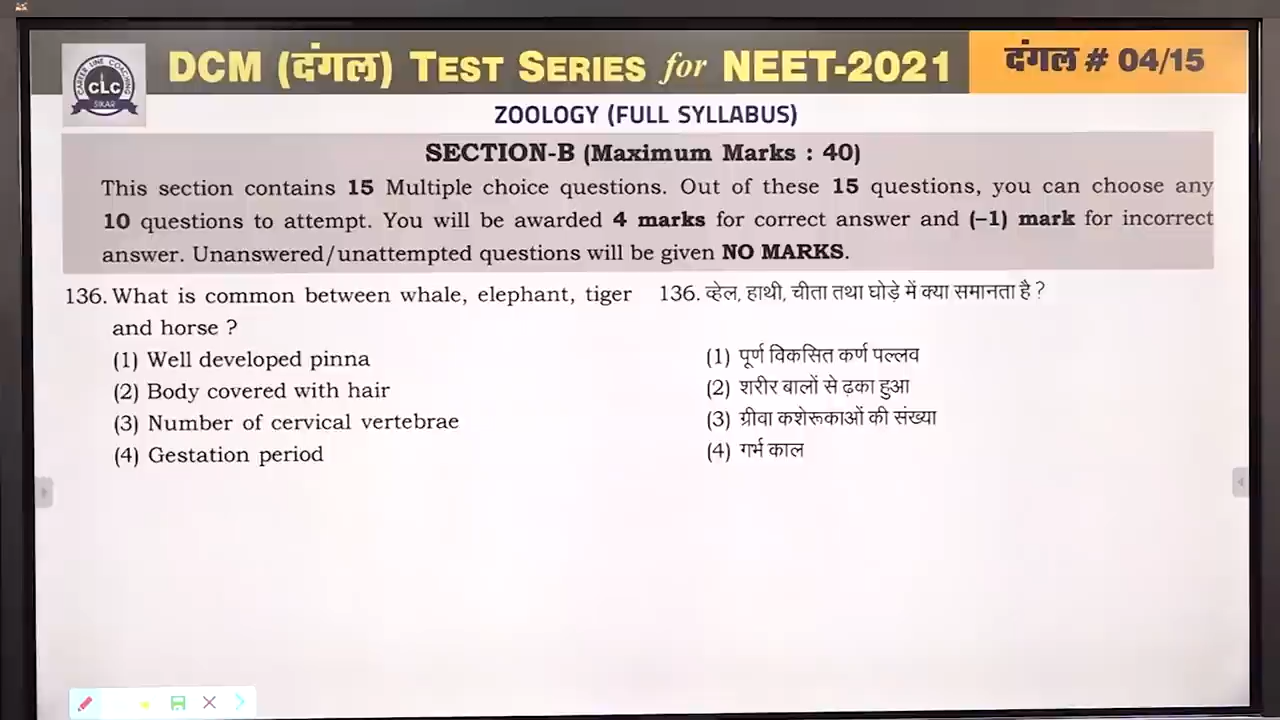 DCM (दंगल) TEST SERIES for NEET-2021
दंगल # 04/15
CAREER LINE COACHING
CLC
SIKAR
ZOOLOGY (FULL SYLLABUS)
SECTION-B (Maximum Marks : 40)
This section contains 15 Multiple choice questions. Out of these 15 questions, you can choose any
10 questions to attempt. You will be awarded 4 marks for correct answer and (–1) mark for incorrect
answer. Unanswered/unattempted questions will be given NO MARKS.
136. What is common between whale, elephant, tiger
and horse ?
(1) Well developed pinna
(2) Body covered with hair
(3) Number of cervical vertebrae
(4) Gestation period
136. व्हेल, हाथी, चीता तथा घोड़े में क्या समानता है ?
(1) पूर्ण विकसित कर्ण पल्लव
(2) शरीर बालों से ढ़का हुआ
(3) ग्रीवा कशेरूकाओं की संख्या
(4) गर्भ काल